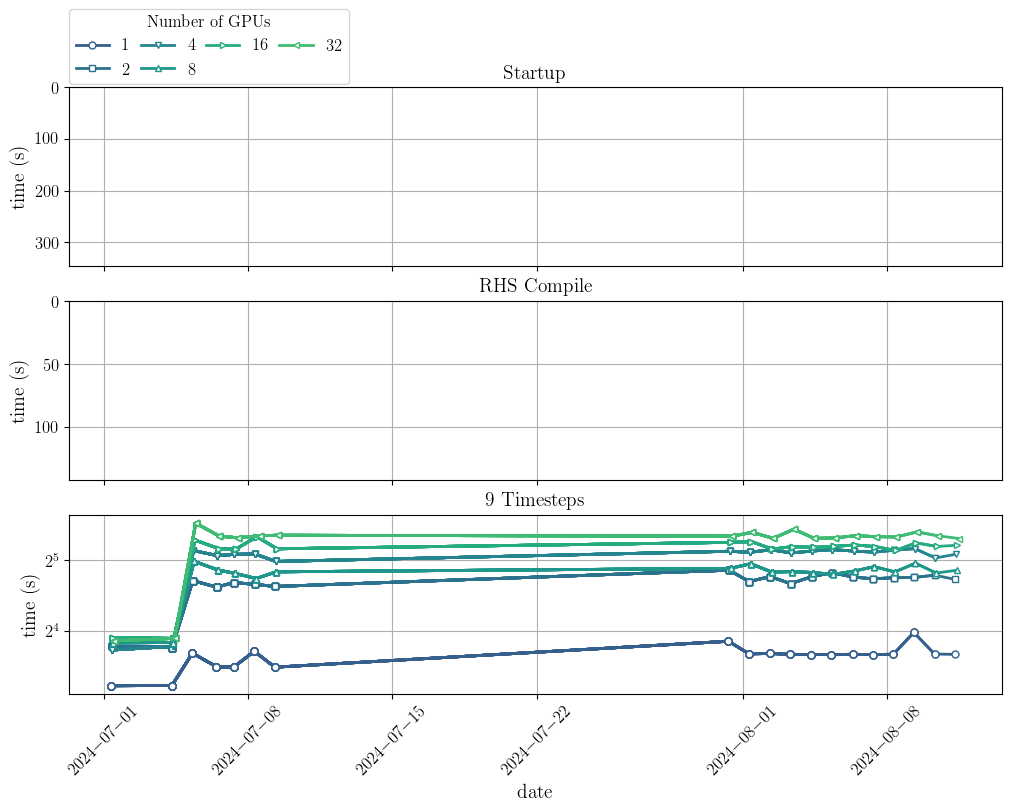 Number of GPUs
1 4 16 32
2 8
Startup
0
100
200
300
time (s)
RHS Compile
0
50
100
time (s)
9 Timesteps
2⁵
2⁴
time (s)
2024−07−01 2024−07−08 2024−07−15 2024−07−22 2024−08−01 2024−08−08
date